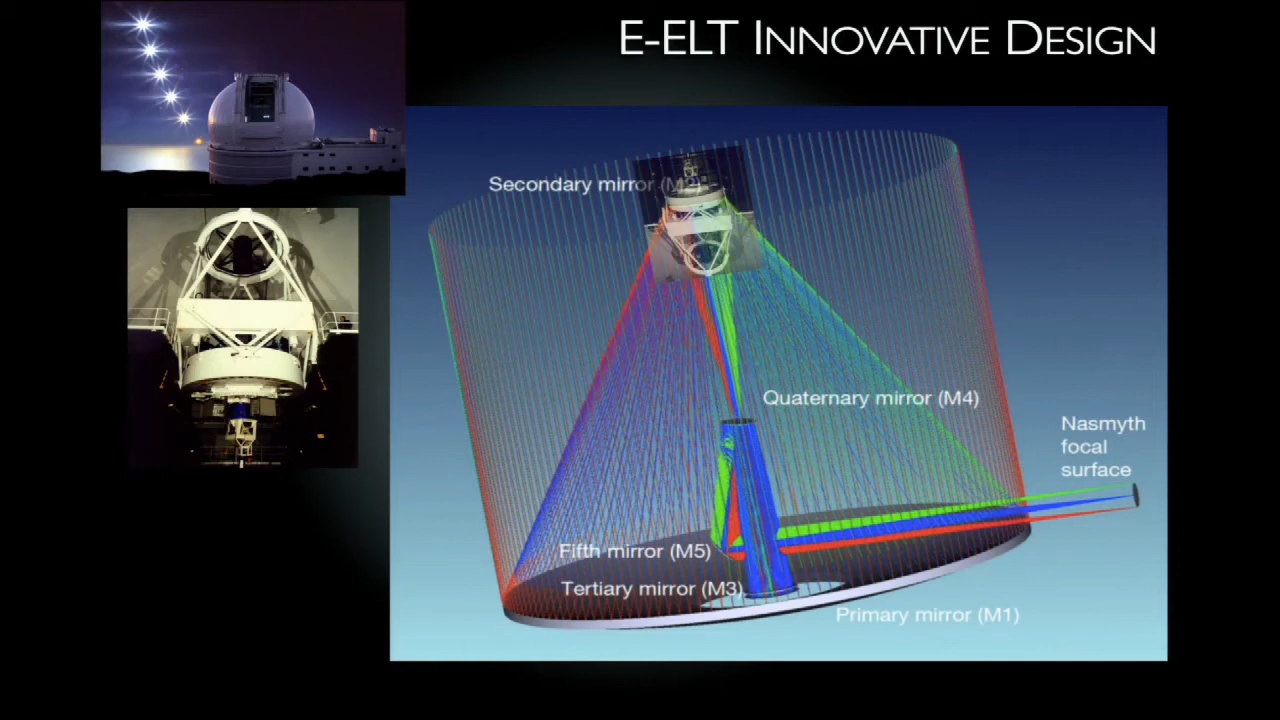 E-ELT INNOVATIVE DESIGN
Secondary mirror (M2)
Quaternary mirror (M4)
Nasmyth
focal
surface
Fifth mirror (M5)
Tertiary mirror (M3)
Primary mirror (M1)